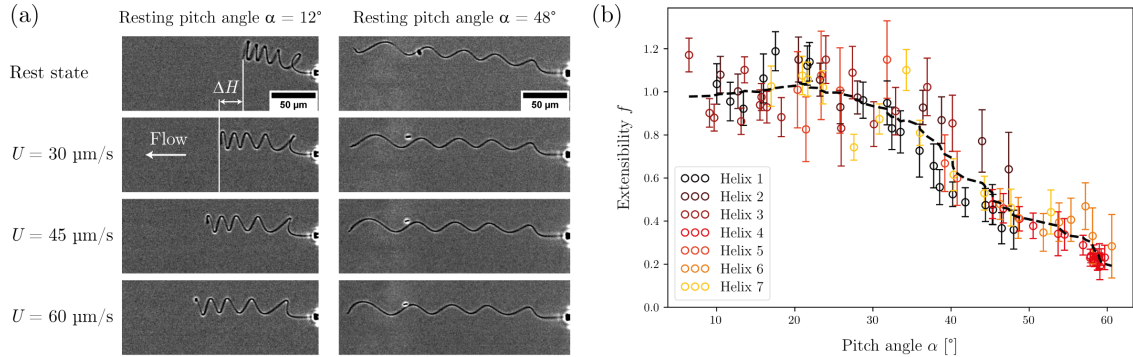 (a)
Resting pitch angle α = 12°
Resting pitch angle α = 48°
Rest state
ΔH
50 μm
50 μm
Flow
U = 30 μm/s
U = 45 μm/s
U = 60 μm/s
(b)
Extensibility f
1.2
1.0
0.8
0.6
0.4
0.2
0.0
Helix 1
Helix 2
Helix 3
Helix 4
Helix 5
Helix 6
Helix 7
10 20 30 40 50 60
Pitch angle α [°]